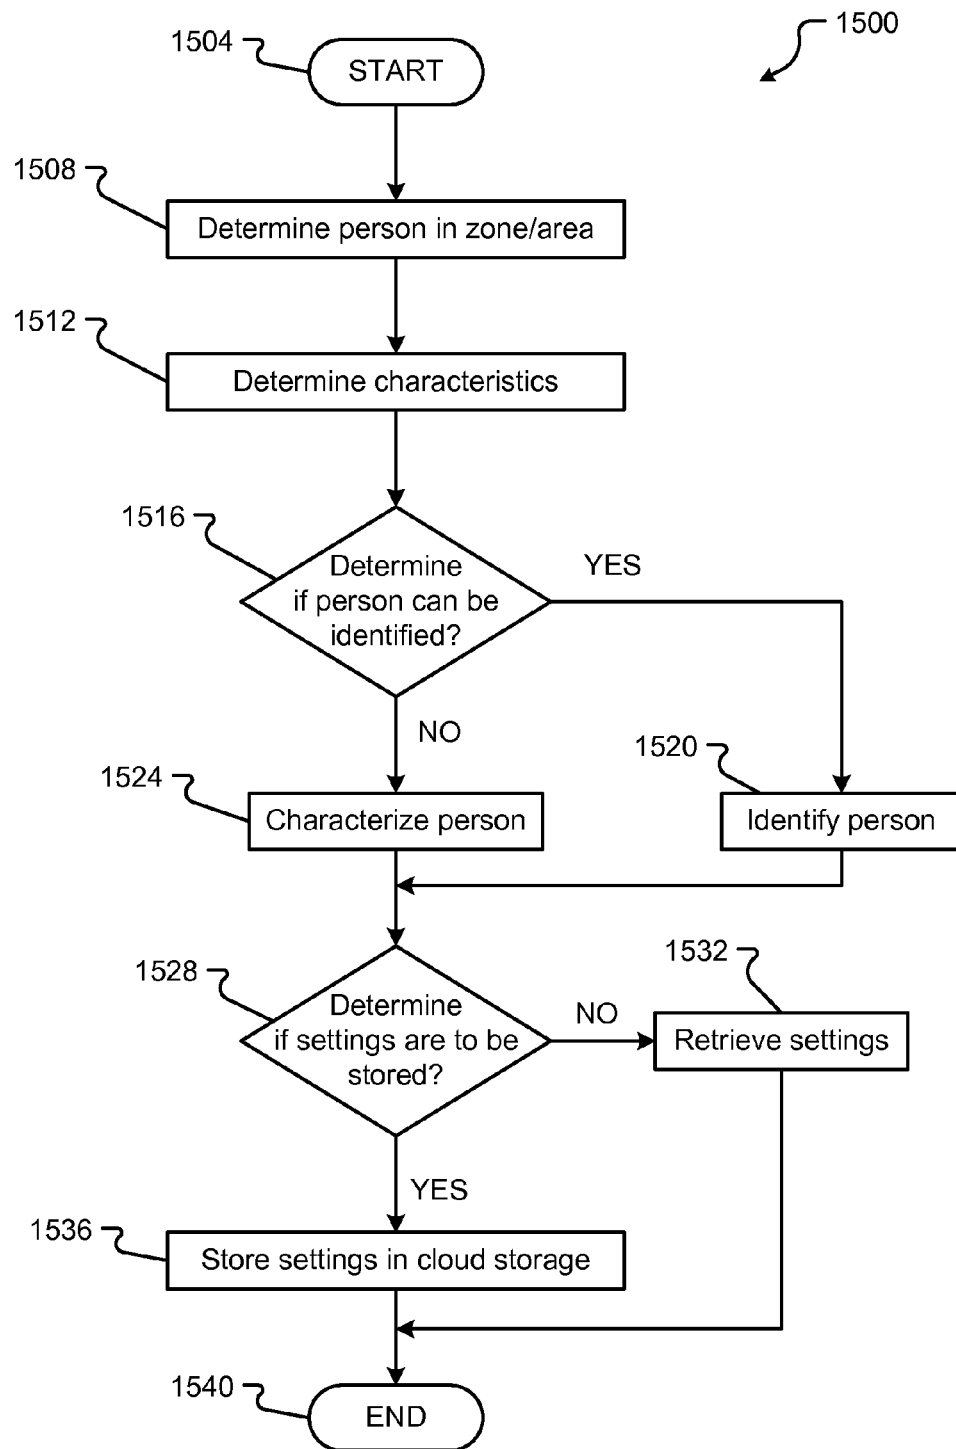 1500
1504
START
1508
Determine person in zone/area
1512
Determine characteristics
1516
Determine
if person can be
identified?
YES
NO
1520
1524
Characterize person
Identify person
1528
Determine
if settings are to be
stored?
NO
1532
Retrieve settings
YES
1536
Store settings in cloud storage
1540
END